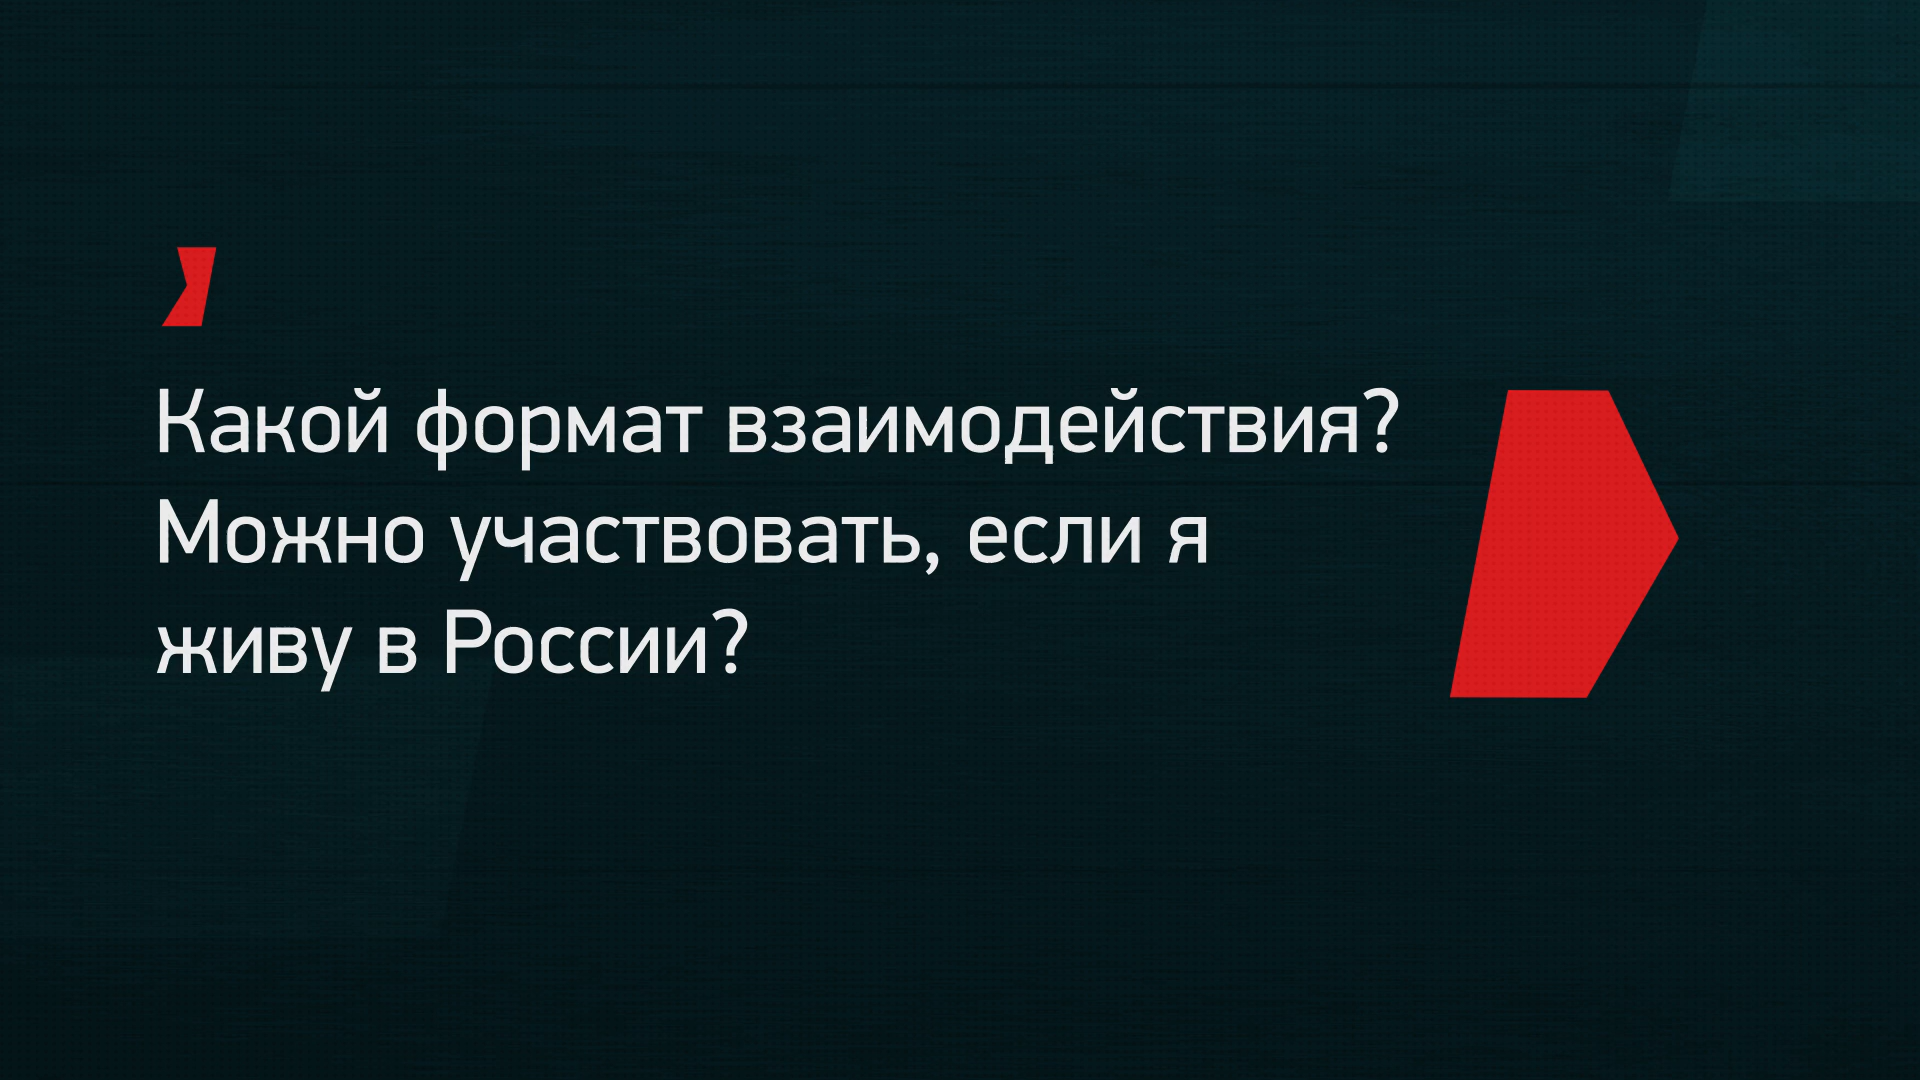 Какой формат взаимодействия?
Можно участвовать, если я
живу в России?